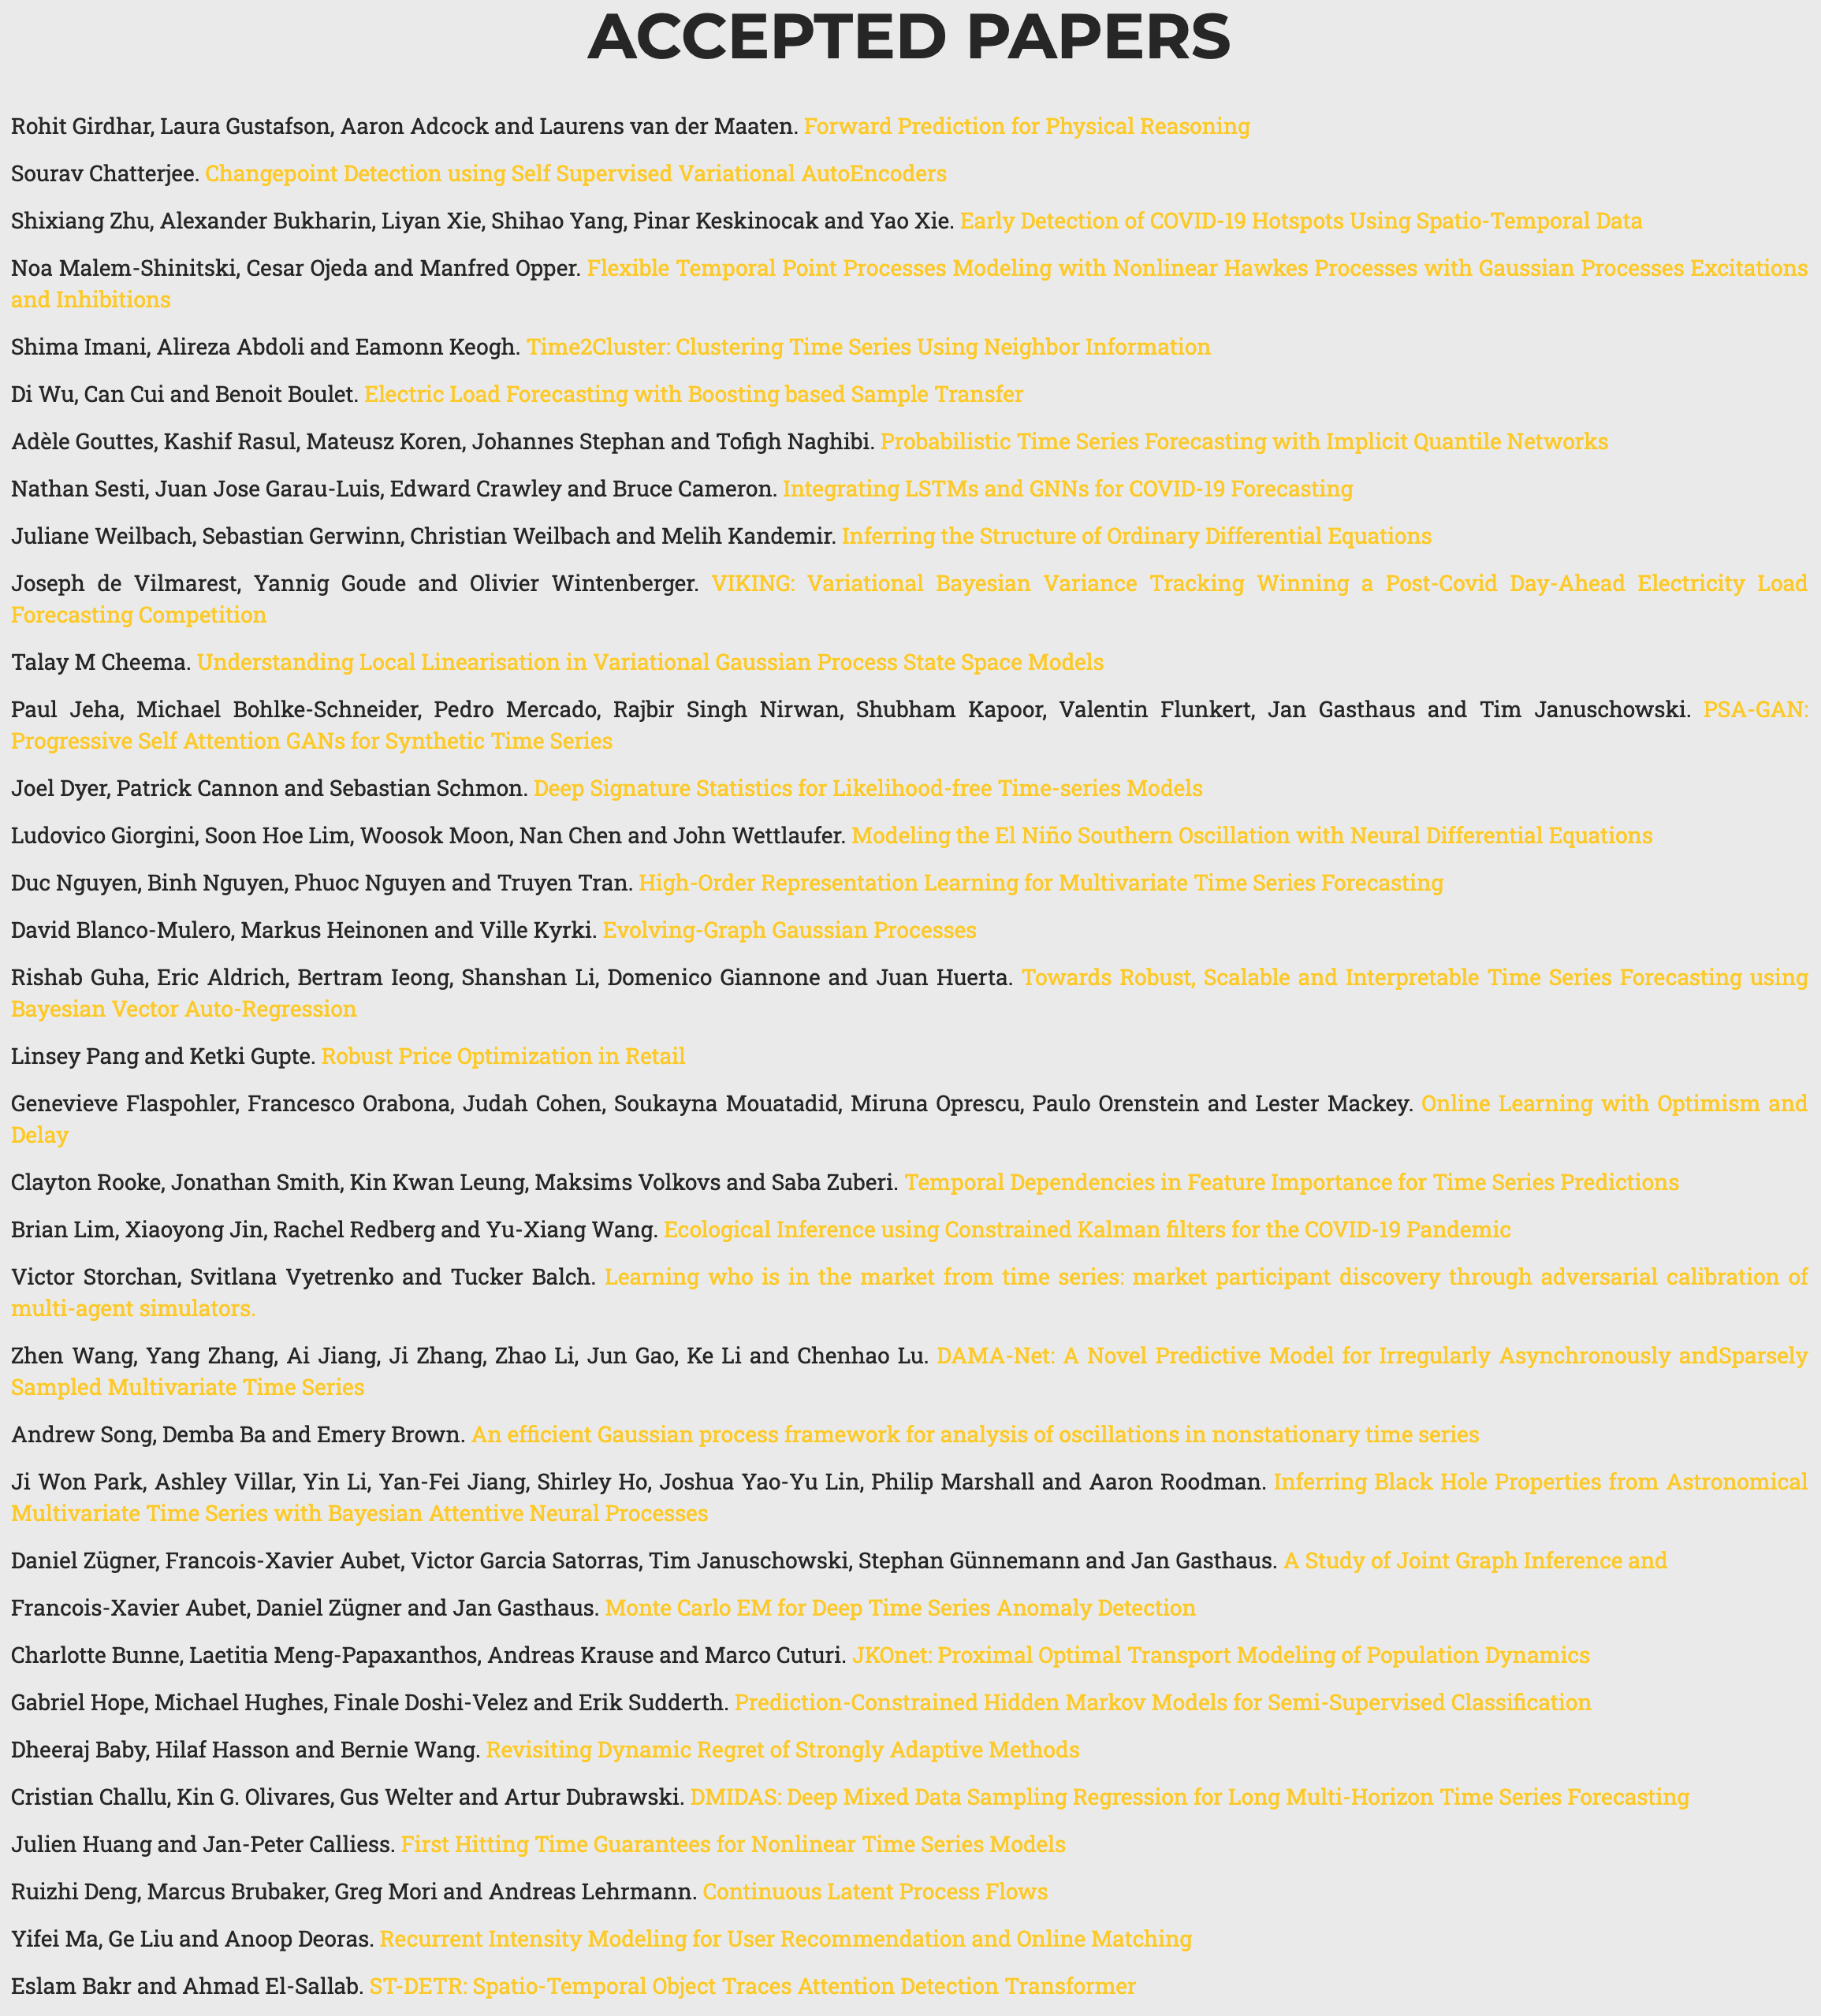 ACCEPTED PAPERS
Rohit Girdhar, Laura Gustafson, Aaron Adcock and Laurens van der Maaten. Forward Prediction for Physical Reasoning
Sourav Chatterjee. Changepoint Detection using Self Supervised Variational AutoEncoders
Shixiang Zhu, Alexander Bukharin, Liyan Xie, Shihao Yang, Pinar Keskinocak and Yao Xie. Early Detection of COVID-19 Hotspots Using Spatio-Temporal Data
Noa Malem-Shinitski, Cesar Ojeda and Manfred Opper. Flexible Temporal Point Processes Modeling with Nonlinear Hawkes Processes with Gaussian Processes Excitations
and Inhibitions
Shima Imani, Alireza Abdoli and Eamonn Keogh. Time2Cluster: Clustering Time Series Using Neighbor Information
Di Wu, Can Cui and Benoit Boulet. Electric Load Forecasting with Boosting based Sample Transfer
Adèle Gouttes, Kashif Rasul, Mateusz Koren, Johannes Stephan and Tofigh Naghibi. Probabilistic Time Series Forecasting with Implicit Quantile Networks
Nathan Sesti, Juan Jose Garau-Luis, Edward Crawley and Bruce Cameron. Integrating LSTMs and GNNs for COVID-19 Forecasting
Juliane Weilbach, Sebastian Gerwinn, Christian Weilbach and Melih Kandemir. Inferring the Structure of Ordinary Differential Equations
Joseph de Vilmarest, Yannig Goude and Olivier Wintenberger. VIKING: Variational Bayesian Variance Tracking Winning a Post-Covid Day-Ahead Electricity Load
Forecasting Competition
Talay M Cheema. Understanding Local Linearisation in Variational Gaussian Process State Space Models
Paul Jeha, Michael Bohlke-Schneider, Pedro Mercado, Rajbir Singh Nirwan, Shubham Kapoor, Valentin Flunkert, Jan Gasthaus and Tim Januschowski. PSA-GAN:
Progressive Self Attention GANs for Synthetic Time Series
Joel Dyer, Patrick Cannon and Sebastian Schmon. Deep Signature Statistics for Likelihood-free Time-series Models
Ludovico Giorgini, Soon Hoe Lim, Woosok Moon, Nan Chen and John Wettlaufer. Modeling the El Niño Southern Oscillation with Neural Differential Equations
Duc Nguyen, Binh Nguyen, Phuoc Nguyen and Truyen Tran. High-Order Representation Learning for Multivariate Time Series Forecasting
David Blanco-Mulero, Markus Heinonen and Ville Kyrki. Evolving-Graph Gaussian Processes
Rishab Guha, Eric Aldrich, Bertram Ieong, Shanshan Li, Domenico Giannone and Juan Huerta. Towards Robust, Scalable and Interpretable Time Series Forecasting using
Bayesian Vector Auto-Regression
Linsey Pang and Ketki Gupte. Robust Price Optimization in Retail
Genevieve Flaspohler, Francesco Orabona, Judah Cohen, Soukayna Mouatadid, Miruna Oprescu, Paulo Orenstein and Lester Mackey. Online Learning with Optimism and
Delay
Clayton Rooke, Jonathan Smith, Kin Kwan Leung, Maksims Volkovs and Saba Zuberi. Temporal Dependencies in Feature Importance for Time Series Predictions
Brian Lim, Xiaoyong Jin, Rachel Redberg and Yu-Xiang Wang. Ecological Inference using Constrained Kalman filters for the COVID-19 Pandemic
Victor Storchan, Svitlana Vyetrenko and Tucker Balch. Learning who is in the market from time series: market participant discovery through adversarial calibration of
multi-agent simulators.
Zhen Wang, Yang Zhang, Ai Jiang, Ji Zhang, Zhao Li, Jun Gao, Ke Li and Chenhao Lu. DAMA-Net: A Novel Predictive Model for Irregularly Asynchronously andSparsely
Sampled Multivariate Time Series
Andrew Song, Demba Ba and Emery Brown. An efficient Gaussian process framework for analysis of oscillations in nonstationary time series
Ji Won Park, Ashley Villar, Yin Li, Yan-Fei Jiang, Shirley Ho, Joshua Yao-Yu Lin, Philip Marshall and Aaron Roodman. Inferring Black Hole Properties from Astronomical
Multivariate Time Series with Bayesian Attentive Neural Processes
Daniel Zügner, Francois-Xavier Aubet, Victor Garcia Satorras, Tim Januschowski, Stephan Günnemann and Jan Gasthaus. A Study of Joint Graph Inference and
Francois-Xavier Aubet, Daniel Zügner and Jan Gasthaus. Monte Carlo EM for Deep Time Series Anomaly Detection
Charlotte Bunne, Laetitia Meng-Papaxanthos, Andreas Krause and Marco Cuturi. JKOnet: Proximal Optimal Transport Modeling of Population Dynamics
Gabriel Hope, Michael Hughes, Finale Doshi-Velez and Erik Sudderth. Prediction-Constrained Hidden Markov Models for Semi-Supervised Classification
Dheeraj Baby, Hilaf Hasson and Bernie Wang. Revisiting Dynamic Regret of Strongly Adaptive Methods
Cristian Challu, Kin G. Olivares, Gus Welter and Artur Dubrawski. DMIDAS: Deep Mixed Data Sampling Regression for Long Multi-Horizon Time Series Forecasting
Julien Huang and Jan-Peter Calliess. First Hitting Time Guarantees for Nonlinear Time Series Models
Ruizhi Deng, Marcus Brubaker, Greg Mori and Andreas Lehrmann. Continuous Latent Process Flows
Yifei Ma, Ge Liu and Anoop Deoras. Recurrent Intensity Modeling for User Recommendation and Online Matching
Eslam Bakr and Ahmad El-Sallab. ST-DETR: Spatio-Temporal Object Traces Attention Detection Transformer